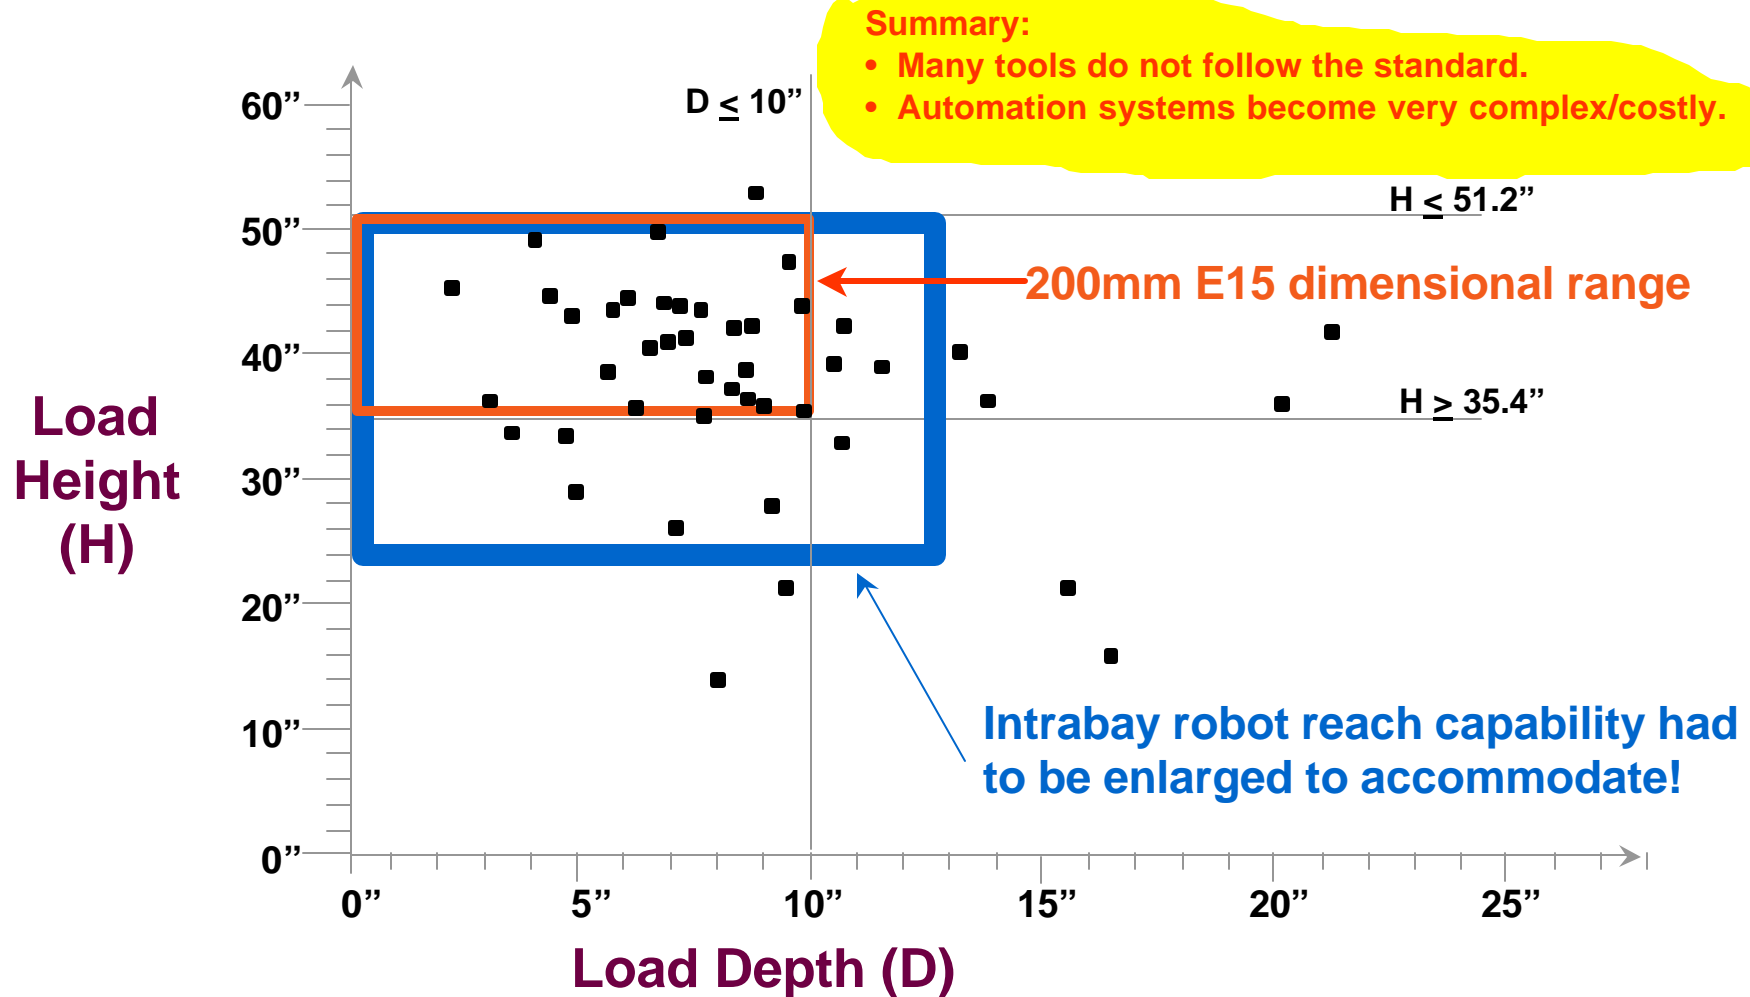 Summary:
• Many tools do not follow the standard.
• Automation systems become very complex/costly.
D ≤ 10”
60”
H ≤ 51.2”
50”
200mm E15 dimensional range
40”
H ≥ 35.4”
Load
Height
(H)
30”
20”
Intrabay robot reach capability had
to be enlarged to accommodate!
10”
0”
0” 5” 10” 15” 20” 25”
Load Depth (D)